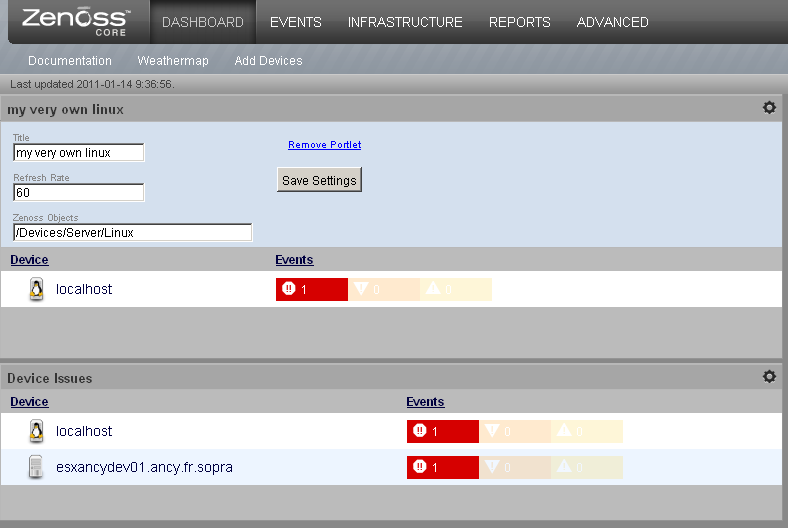 Zenoss™ CORE DASHBOARD EVENTS INFRASTRUCTURE REPORTS ADVANCED
Documentation Weathermap Add Devices
Last updated 2011-01-14 9:36:56.
my very own linux
Title
my very own linux
Remove Portlet
Refresh Rate
60
Save Settings
Zenoss Objects
/Devices/Server/Linux
Device Events
localhost 1 0 0
Device Issues
Device Events
localhost 1 0 0
esxancydev01.ancy.fr.sopra 1 0 0